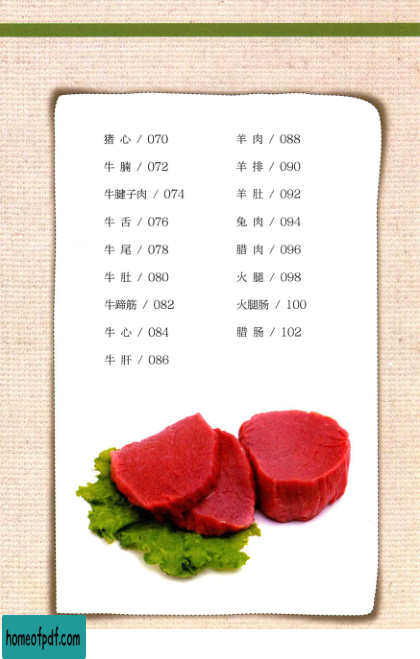 猪 心 / 070
牛 腩 / 072
牛腱子肉 / 074
牛 舌 / 076
牛 尾 / 078
牛 肚 / 080
牛蹄筋 / 082
牛 心 / 084
牛 肝 / 086
羊 肉 / 088
羊 排 / 090
羊 肚 / 092
兔 肉 / 094
腊 肉 / 096
火 腿 / 098
火腿肠 / 100
腊 肠 / 102
homeofpdf.com